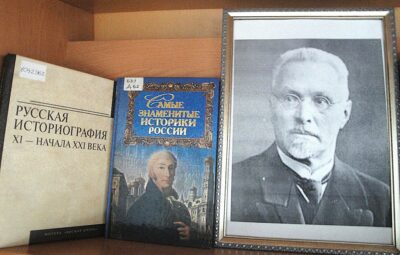 РУССКАЯ
ИСТОРИОГРАФИЯ
XI — НАЧАЛА XXI ВЕКА
САМЫЕ
ЗНАМЕНИТЫЕ
ИСТОРИКИ
РОССИИ